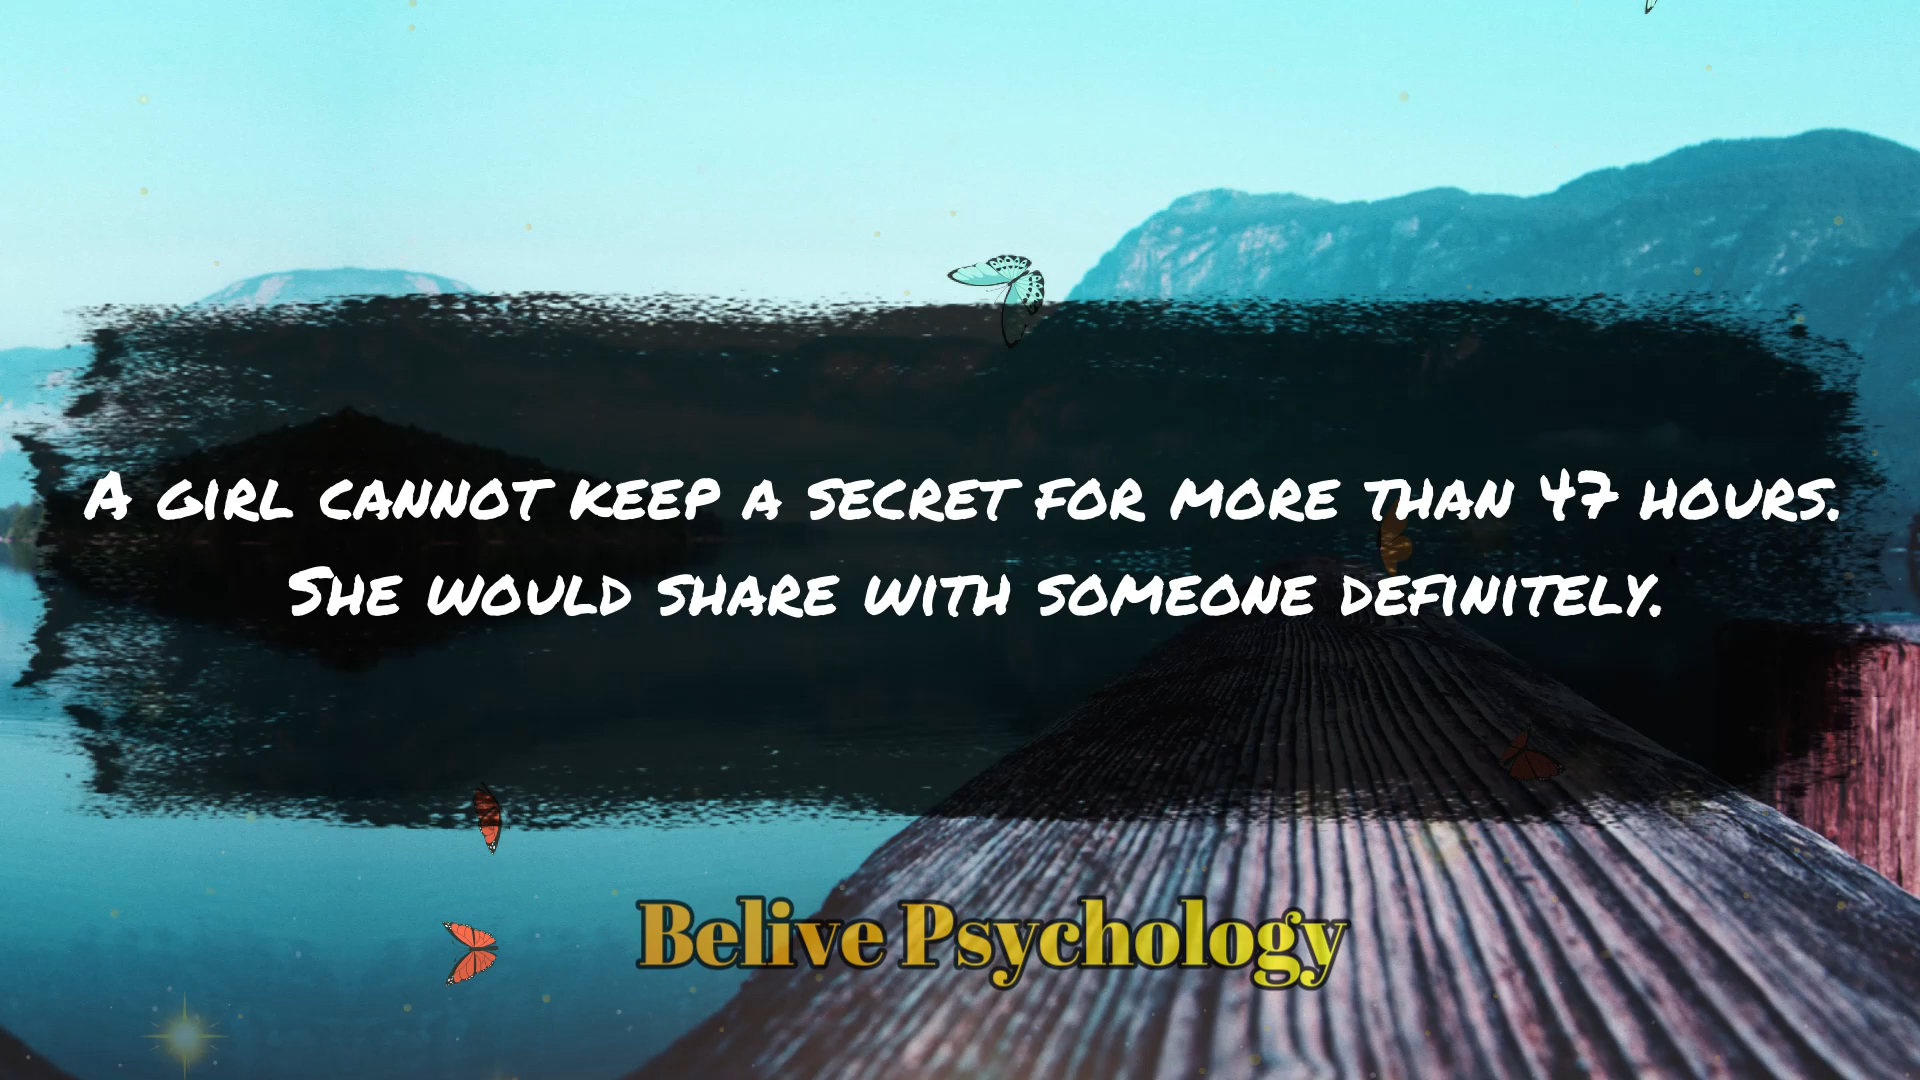 A girl cannot keep a secret for more than 47 hours.
She would share with someone definitely.
Belive Psychology